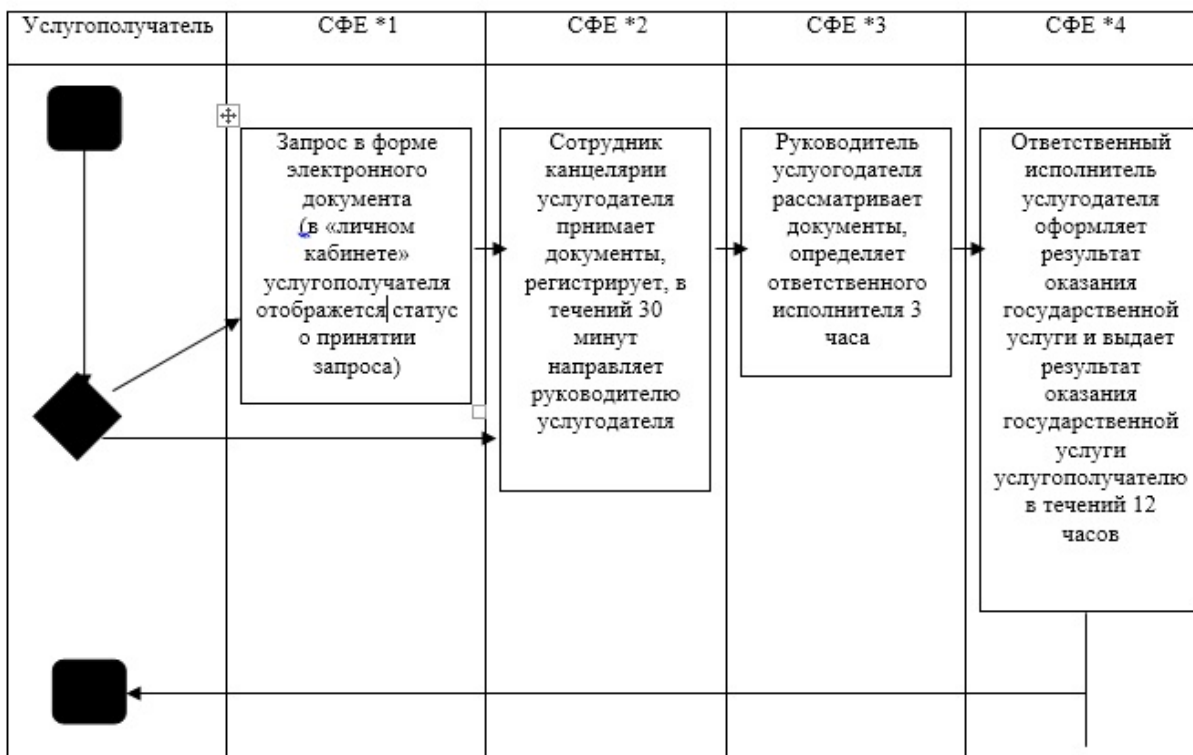 Услугополучатель
СФЕ *1
СФЕ *2
СФЕ *3
СФЕ *4
Запрос в форме
электронного
документа
(в «личном
кабинете»
услугополучателя
отображется статус
о принятии
запроса)
Сотрудник
канцелярии
услугодателя
прнимает
документы,
регистрирует, в
течений 30
минут
направляет
руководителю
услугодателя
Руководитель
услуогодателя
рассматривает
документы,
определяет
ответственного
исполнителя 3
часа
Ответственный
исполнитель
услугодателя
оформляет
результат
оказания
государственной
услуги и выдает
результат
оказания
государственной
услуги
услугополучателю
в течений 12
часов